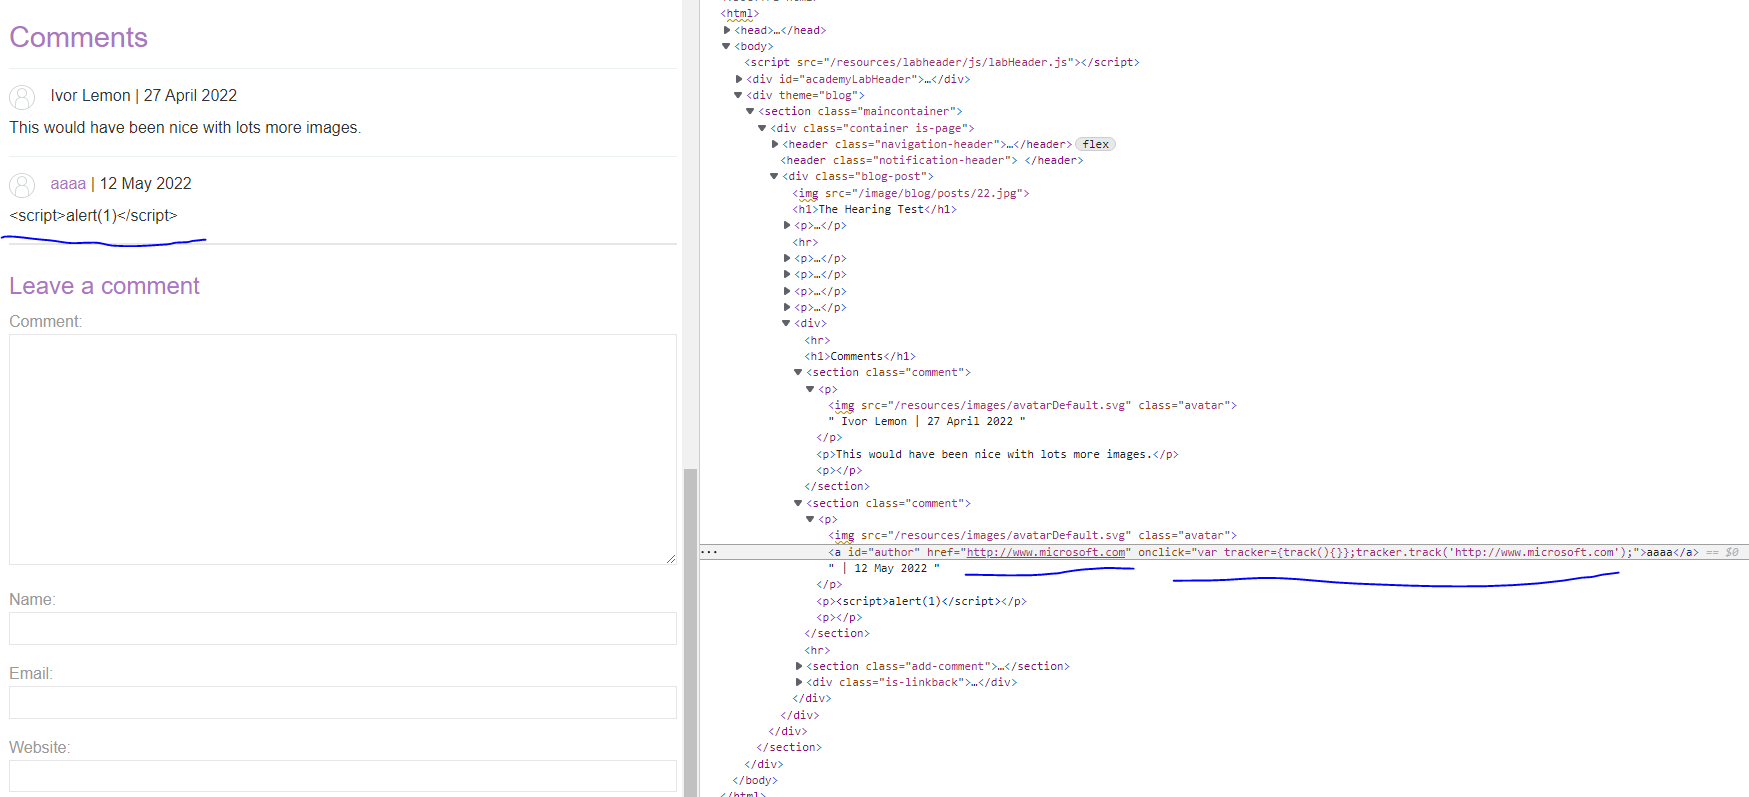 Comments
Ivor Lemon | 27 April 2022
This would have been nice with lots more images.
aaaa | 12 May 2022
<script>alert(1)</script>
Leave a comment
Comment:
Name:
Email:
Website:
<html>
<head>…</head>
<body>
<script src="/resources/labheader/js/labHeader.js"></script>
<div id="academyLabHeader">…</div>
<div theme="blog">
<section class="maincontainer">
<div class="container is-page">
<header class="navigation-header">…</header> flex
<header class="notification-header"> </header>
<div class="blog-post">
<img src="/image/blog/posts/22.jpg">
<h1>The Hearing Test</h1>
<p>…</p>
<hr>
<p>…</p>
<p>…</p>
<p>…</p>
<p>…</p>
<div>
<hr>
<h1>Comments</h1>
<section class="comment">
<p>
<img src="/resources/images/avatarDefault.svg" class="avatar">
" Ivor Lemon | 27 April 2022 "
</p>
<p>This would have been nice with lots more images.</p>
<p></p>
</section>
<section class="comment">
<p>
<img src="/resources/images/avatarDefault.svg" class="avatar">
<a id="author" href="http://www.microsoft.com" onclick="var tracker={track(){}};tracker.track('http://www.microsoft.com');">aaaa</a> == $0
" | 12 May 2022 "
</p>
<p><script>alert(1)</script></p>
<p></p>
</section>
<hr>
<section class="add-comment">…</section>
<div class="is-linkback">…</div>
</div>
</div>
</div>
</section>
</div>
</body>
</html>